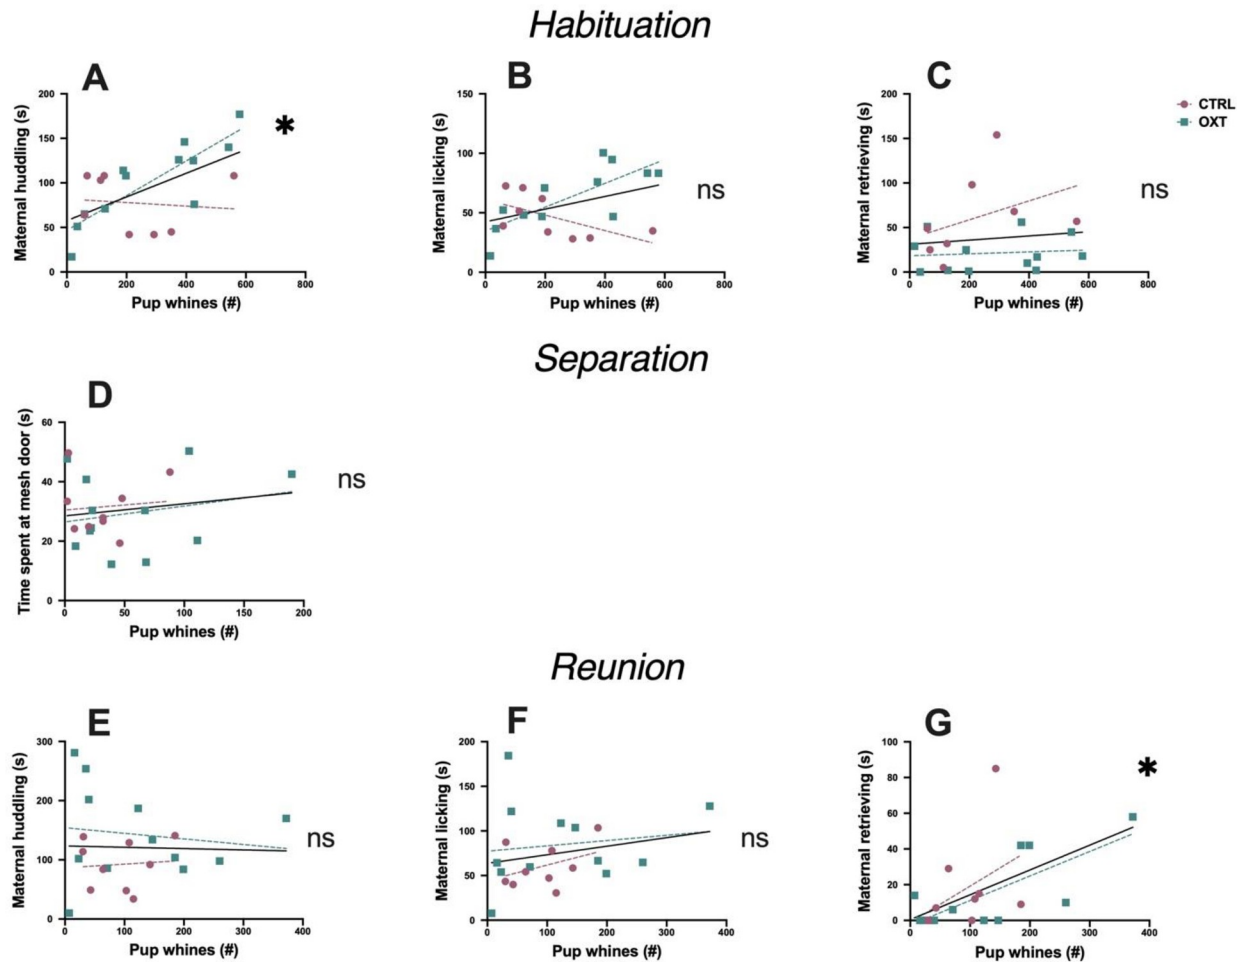 Habituation
A
B
C
200
150
100
50
0
Maternal huddling (s)
0 200 400 600 800
Pup whines (#)
*
150
100
50
0
Maternal licking (s)
0 200 400 600 800
Pup whines (#)
ns
200
150
100
50
0
Maternal retrieving (s)
0 200 400 600 800
Pup whines (#)
ns
CTRL
OXT
Separation
D
60
40
20
0
Time spent at mesh door (s)
0 50 100 150 200
Pup whines (#)
ns
Reunion
E
F
G
300
200
100
0
Maternal huddling (s)
0 100 200 300 400
Pup whines (#)
ns
200
150
100
50
0
Maternal licking (s)
0 100 200 300 400
Pup whines (#)
ns
100
80
60
40
20
0
Maternal retrieving (s)
0 100 200 300 400
Pup whines (#)
*